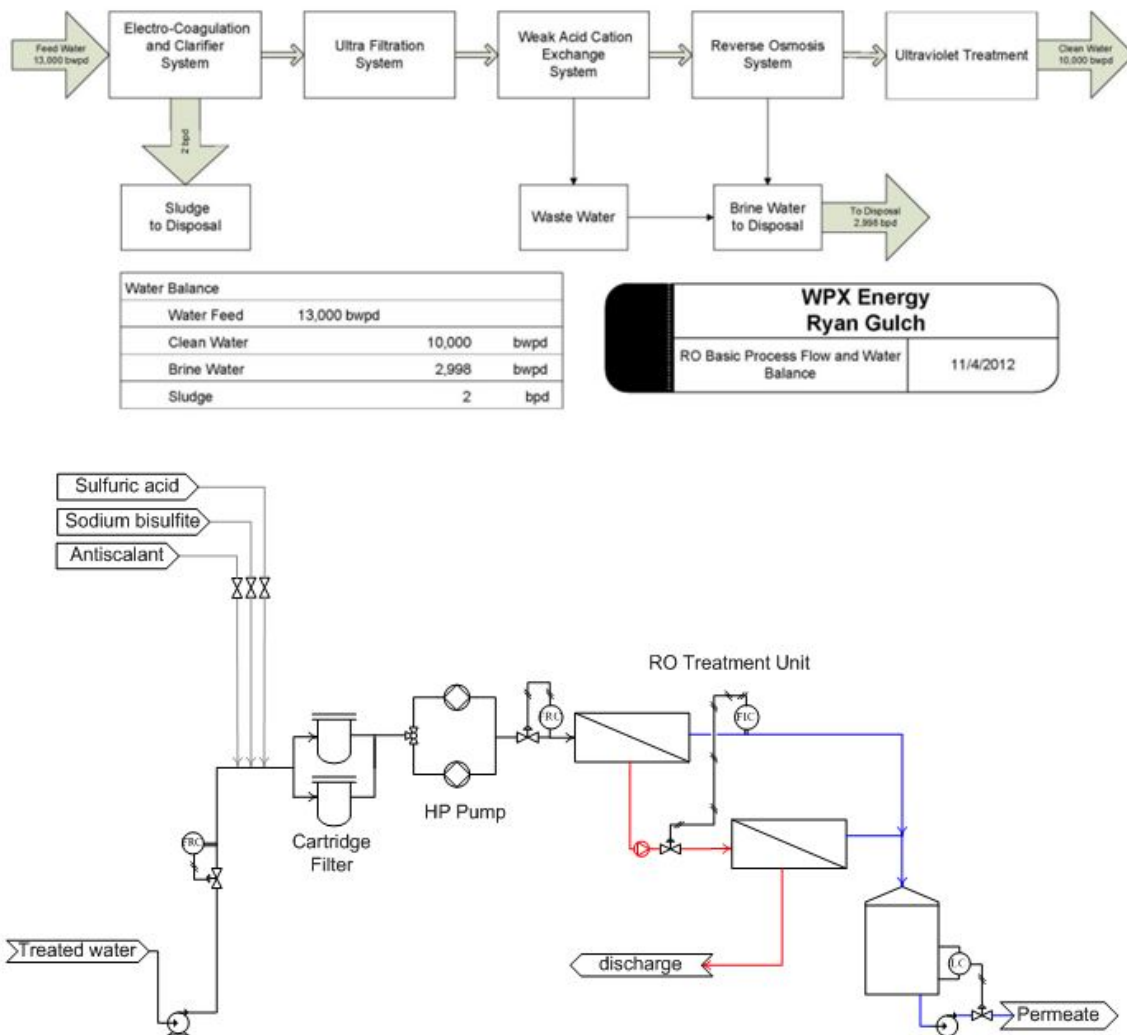 Electro-Coagulation
and Clarifier
System
Ultra Filtration
System
Weak Acid Cation
Exchange
System
Reverse Osmosis
System
Ultraviolet Treatment
Feed Water
13,000 bwpd
Clean Water
10,000 bwpd
2 bpd
Sludge
to Disposal
Waste Water
Brine Water
to Disposal
To Disposal
2,998 bpd
Water Balance
Water Feed 13,000 bwpd
Clean Water 10,000 bwpd
Brine Water 2,998 bwpd
Sludge 2 bpd
WPX Energy
Ryan Gulch
RO Basic Process Flow and Water
Balance
11/4/2012
Sulfuric acid
Sodium bisulfite
Antiscalant
RO Treatment Unit
FRC
FIC
HP Pump
Cartridge
Filter
FRC
Treated water
discharge
LC
Permeate